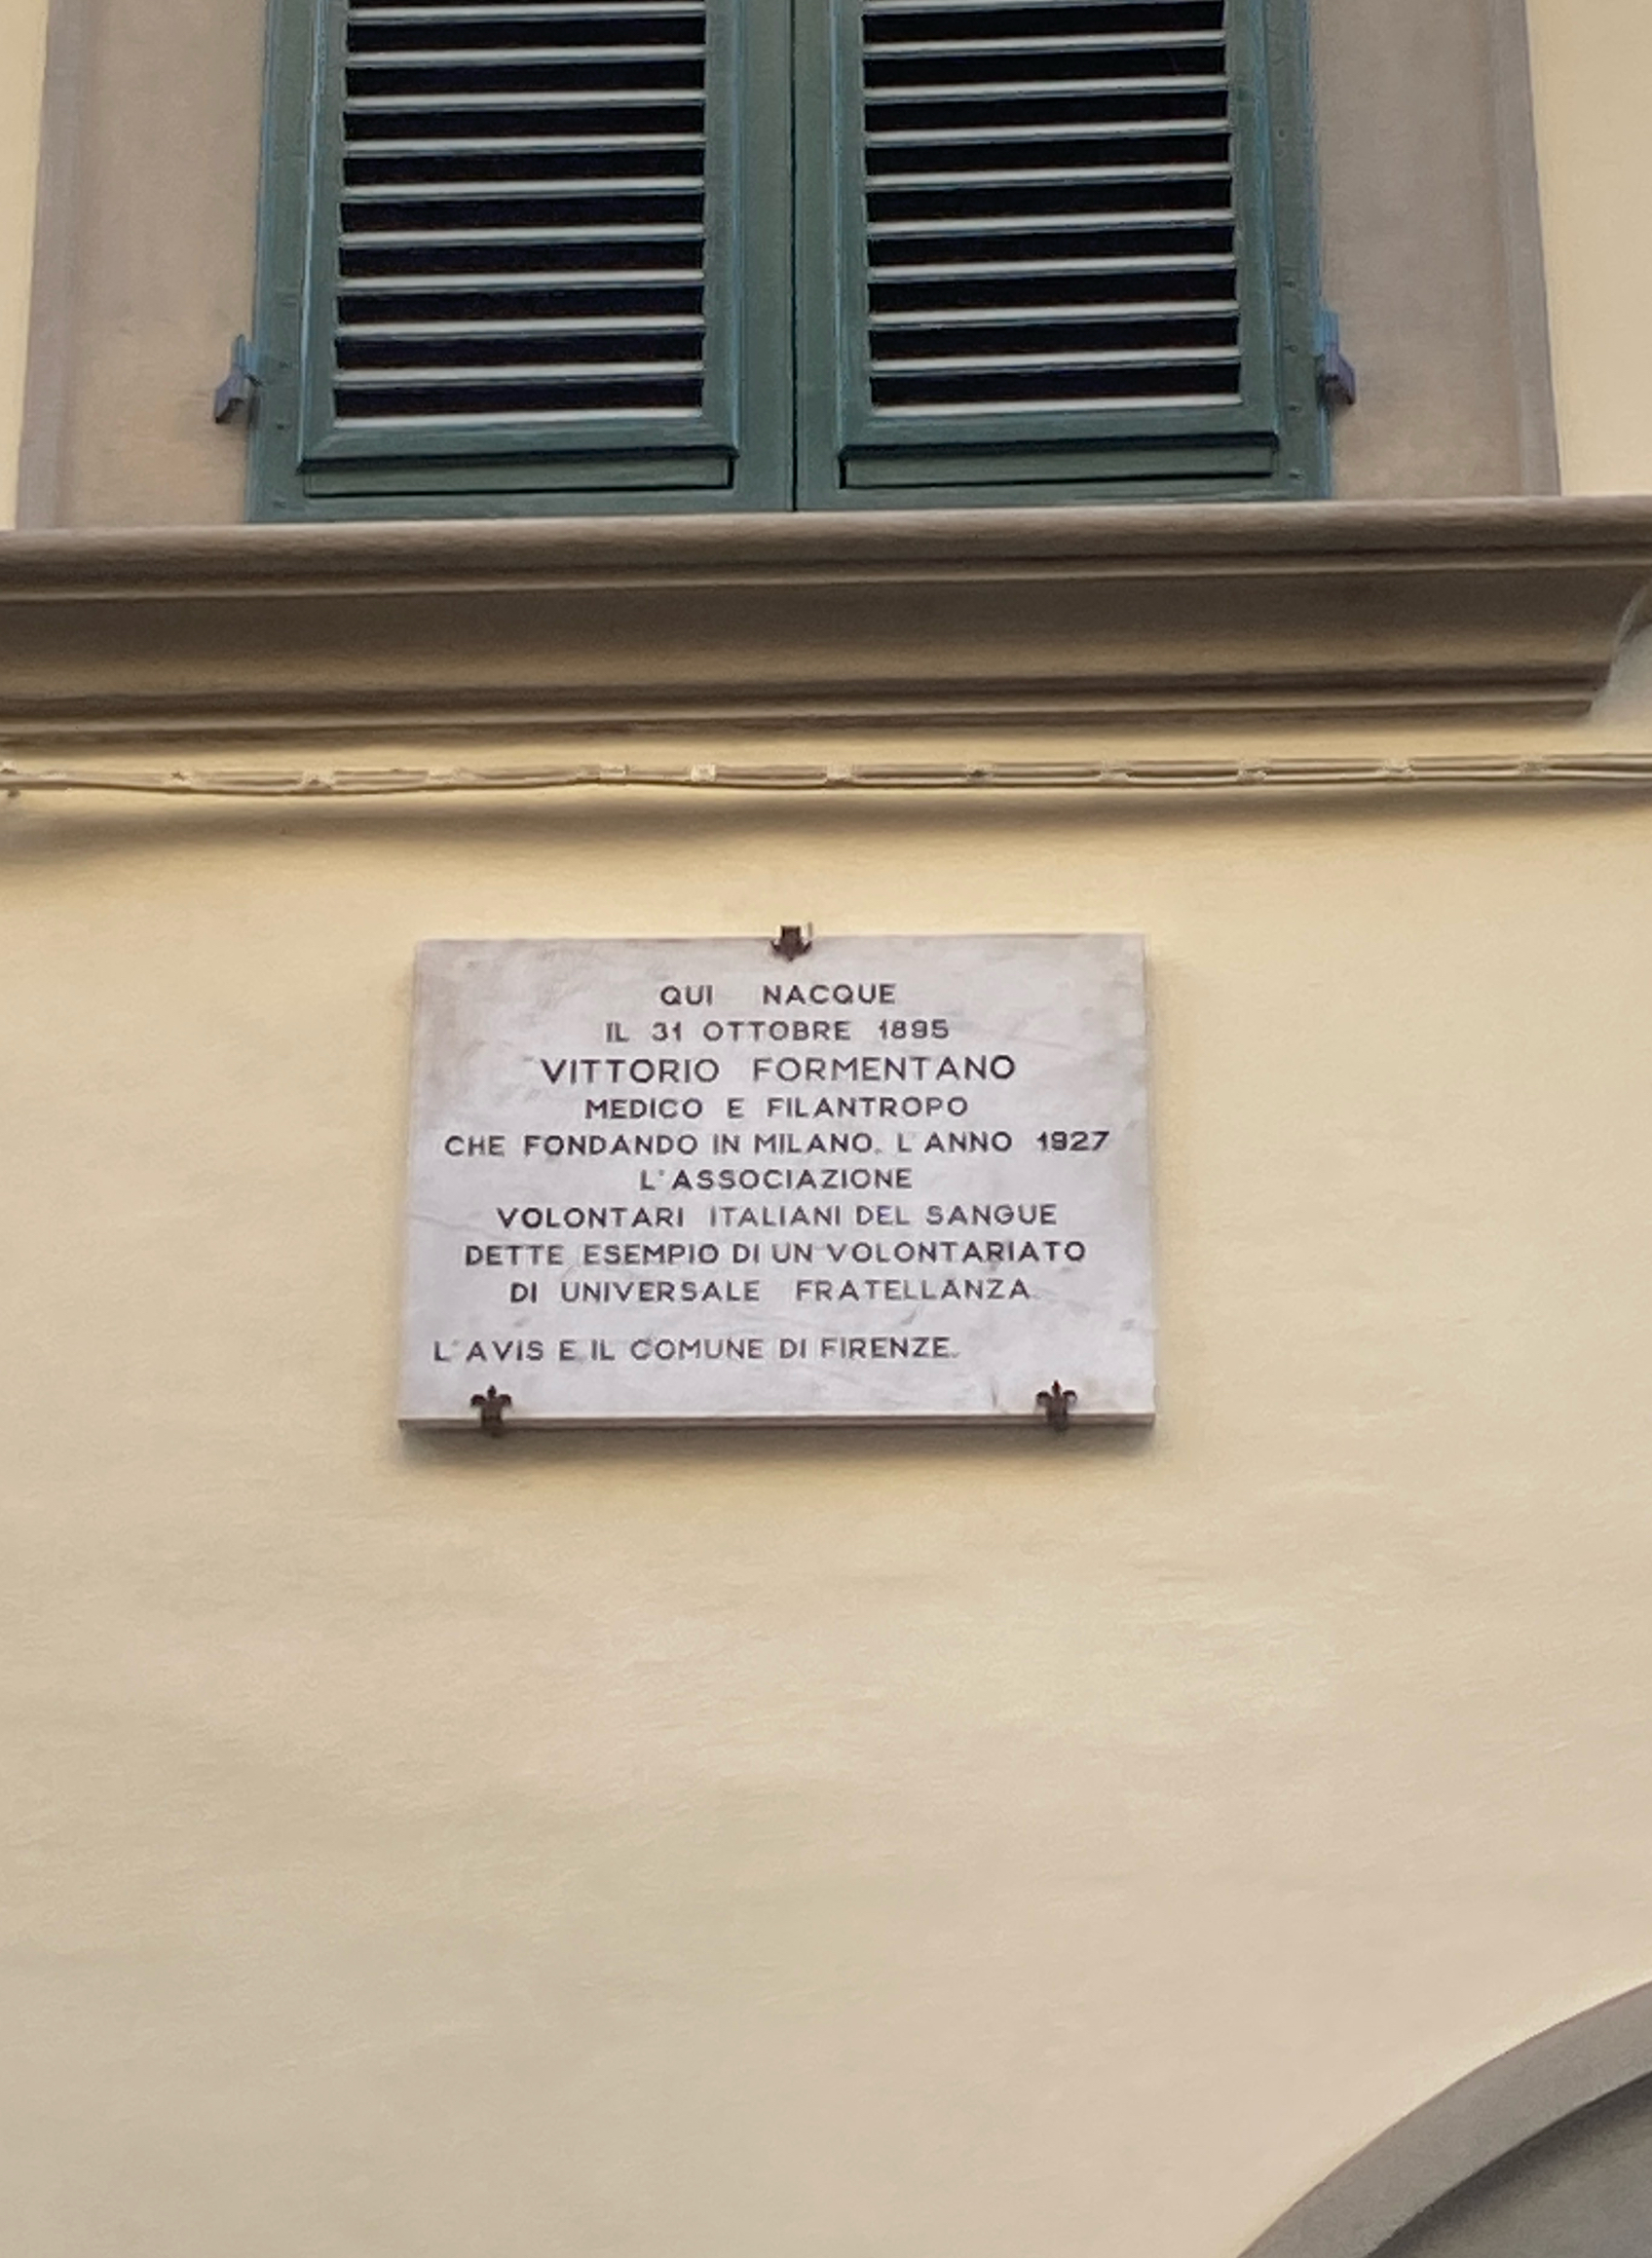 QUI NACQUE
IL 31 OTTOBRE 1895
VITTORIO FORMENTANO
MEDICO E FILANTROPO
CHE FONDANDO IN MILANO, L'ANNO 1927
L'ASSOCIAZIONE
VOLONTARI ITALIANI DEL SANGUE
DETTE ESEMPIO DI UN VOLONTARIATO
DI UNIVERSALE FRATELLANZA.
L'AVIS E IL COMUNE DI FIRENZE.